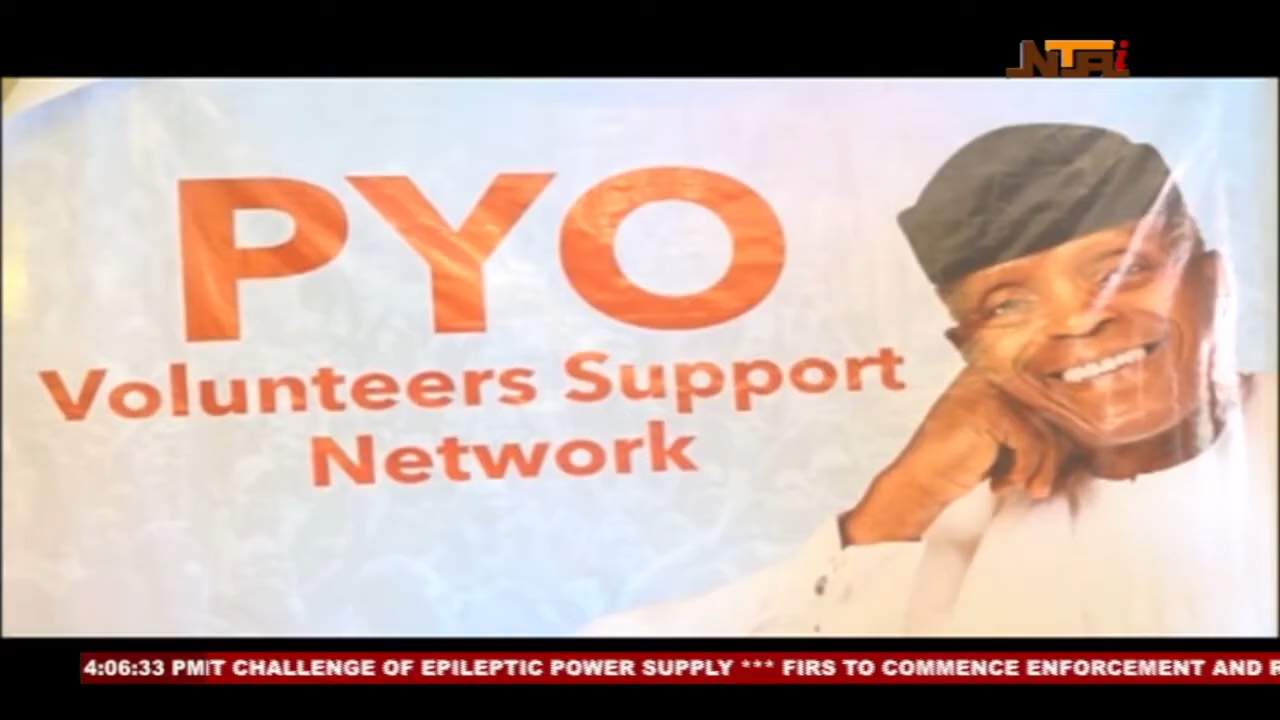 NTAi
PYO
Volunteers Support
Network
4:06:33 PM IT CHALLENGE OF EPILEPTIC POWER SUPPLY *** FIRS TO COMMENCE ENFORCEMENT AND